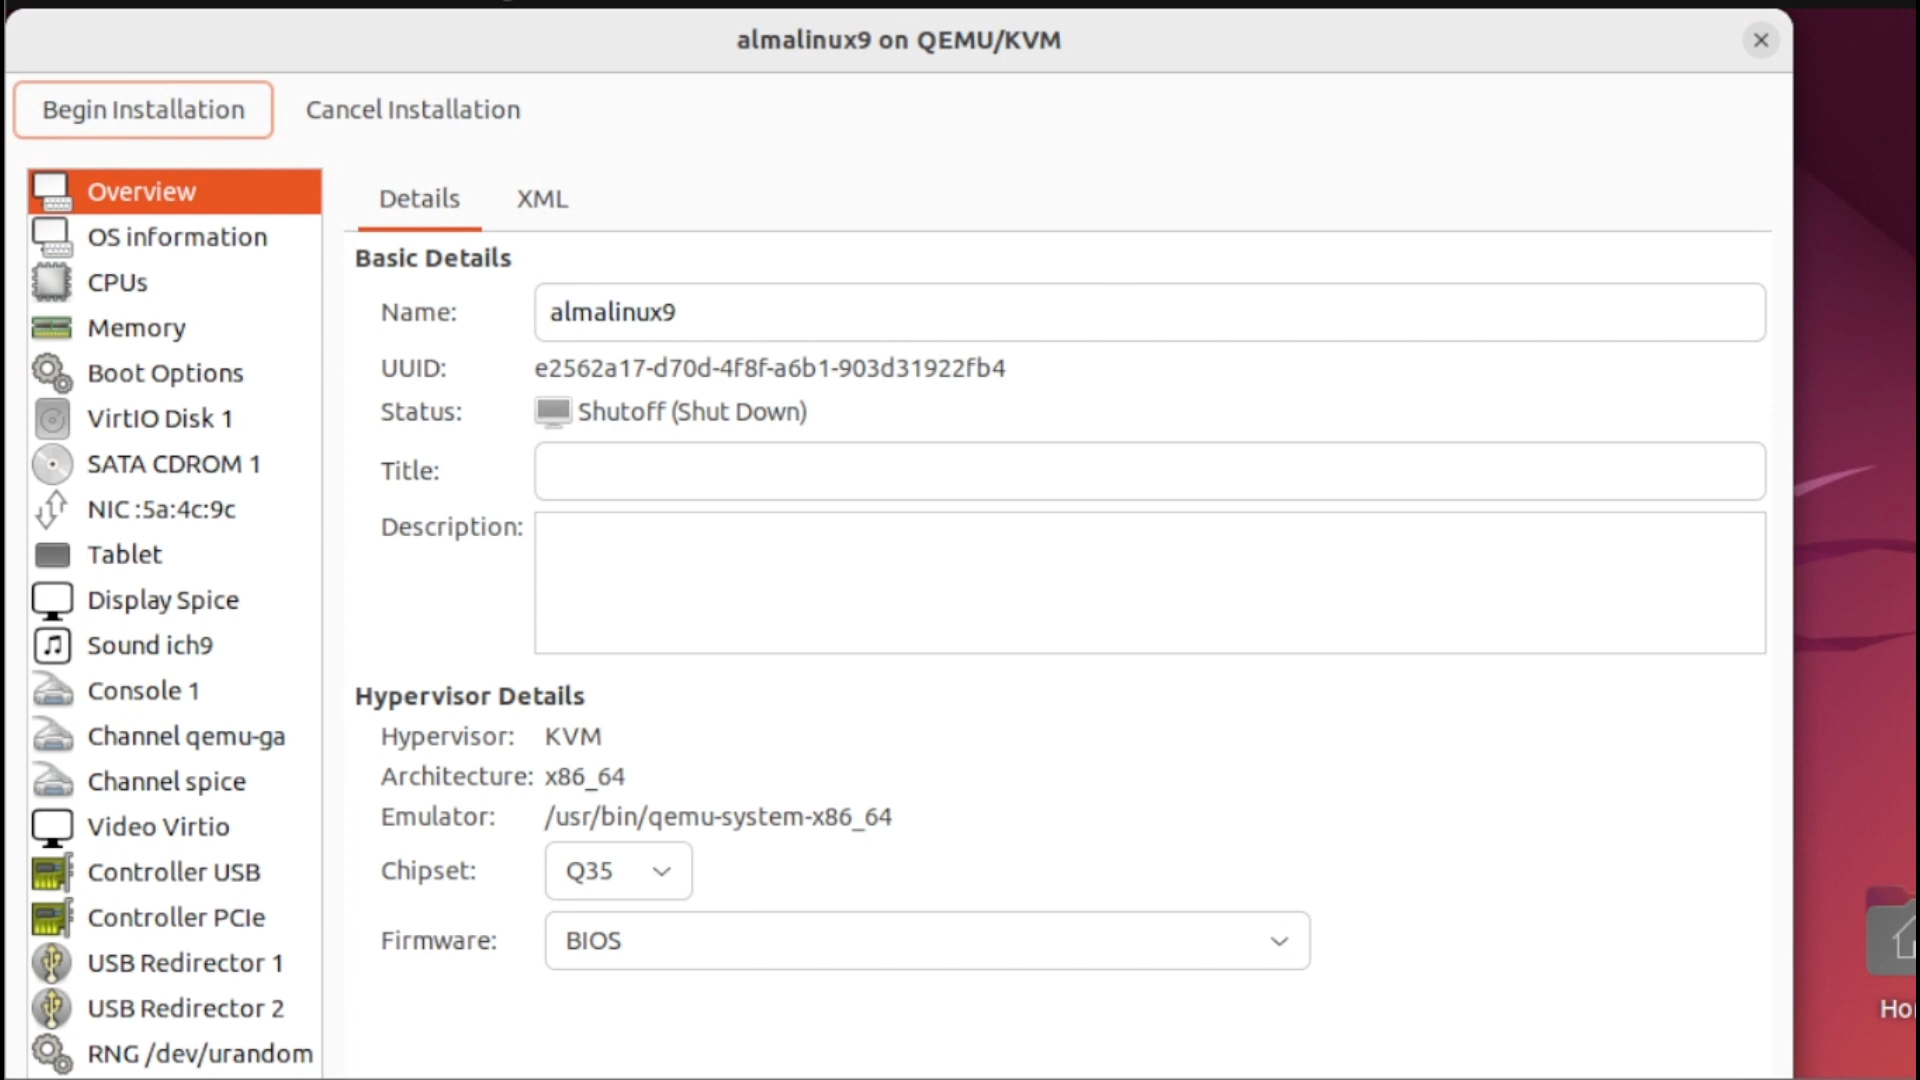 almalinux9 on QEMU/KVM
Begin Installation
Cancel Installation
Overview
OS information
CPUs
Memory
Boot Options
VirtIO Disk 1
SATA CDROM 1
NIC :5a:4c:9c
Tablet
Display Spice
Sound ich9
Console 1
Channel qemu-ga
Channel spice
Video Virtio
Controller USB
Controller PCIe
USB Redirector 1
USB Redirector 2
RNG /dev/urandom
Details
XML
Basic Details
Name: almalinux9
UUID: e2562a17-d70d-4f8f-a6b1-903d31922fb4
Status: Shutoff (Shut Down)
Title:
Description:
Hypervisor Details
Hypervisor: KVM
Architecture: x86_64
Emulator: /usr/bin/qemu-system-x86_64
Chipset: Q35
Firmware: BIOS